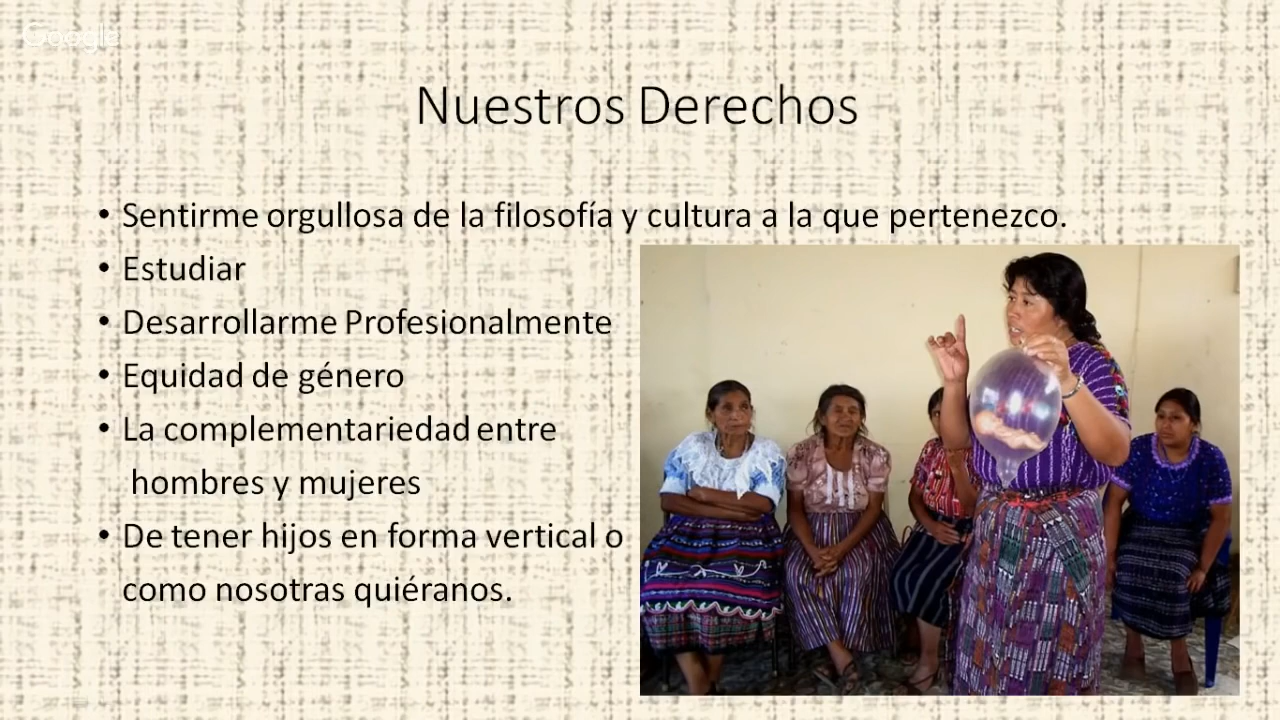 Google
Nuestros Derechos
• Sentirme orgullosa de la filosofía y cultura a la que pertenezco.
• Estudiar
• Desarrollarme Profesionalmente
• Equidad de género
• La complementariedad entre
hombres y mujeres
• De tener hijos en forma vertical o
como nosotras quiéranos.